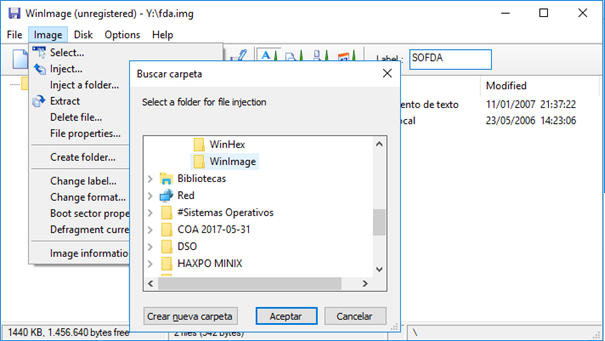 WinImage (unregistered) - Y:\fda.img
File Image Disk Options Help
Label: SOFDA
Select...
Inject...
Inject a folder...
Extract
Delete file...
File properties...
Create folder...
Change label...
Change format...
Boot sector prope
Defragment curre
Image informatio
Buscar carpeta
Select a folder for file injection
WinHex
WinImage
Bibliotecas
Red
#Sistemas Operativos
COA 2017-05-31
DSO
HAXPO MINIX
Crear nueva carpeta Aceptar Cancelar
Modified
ento de texto 11/01/2007 21:37:22
ocal 23/05/2006 14:23:06
1440 KB, 1.456.640 bytes free 2 files (542 bytes) \